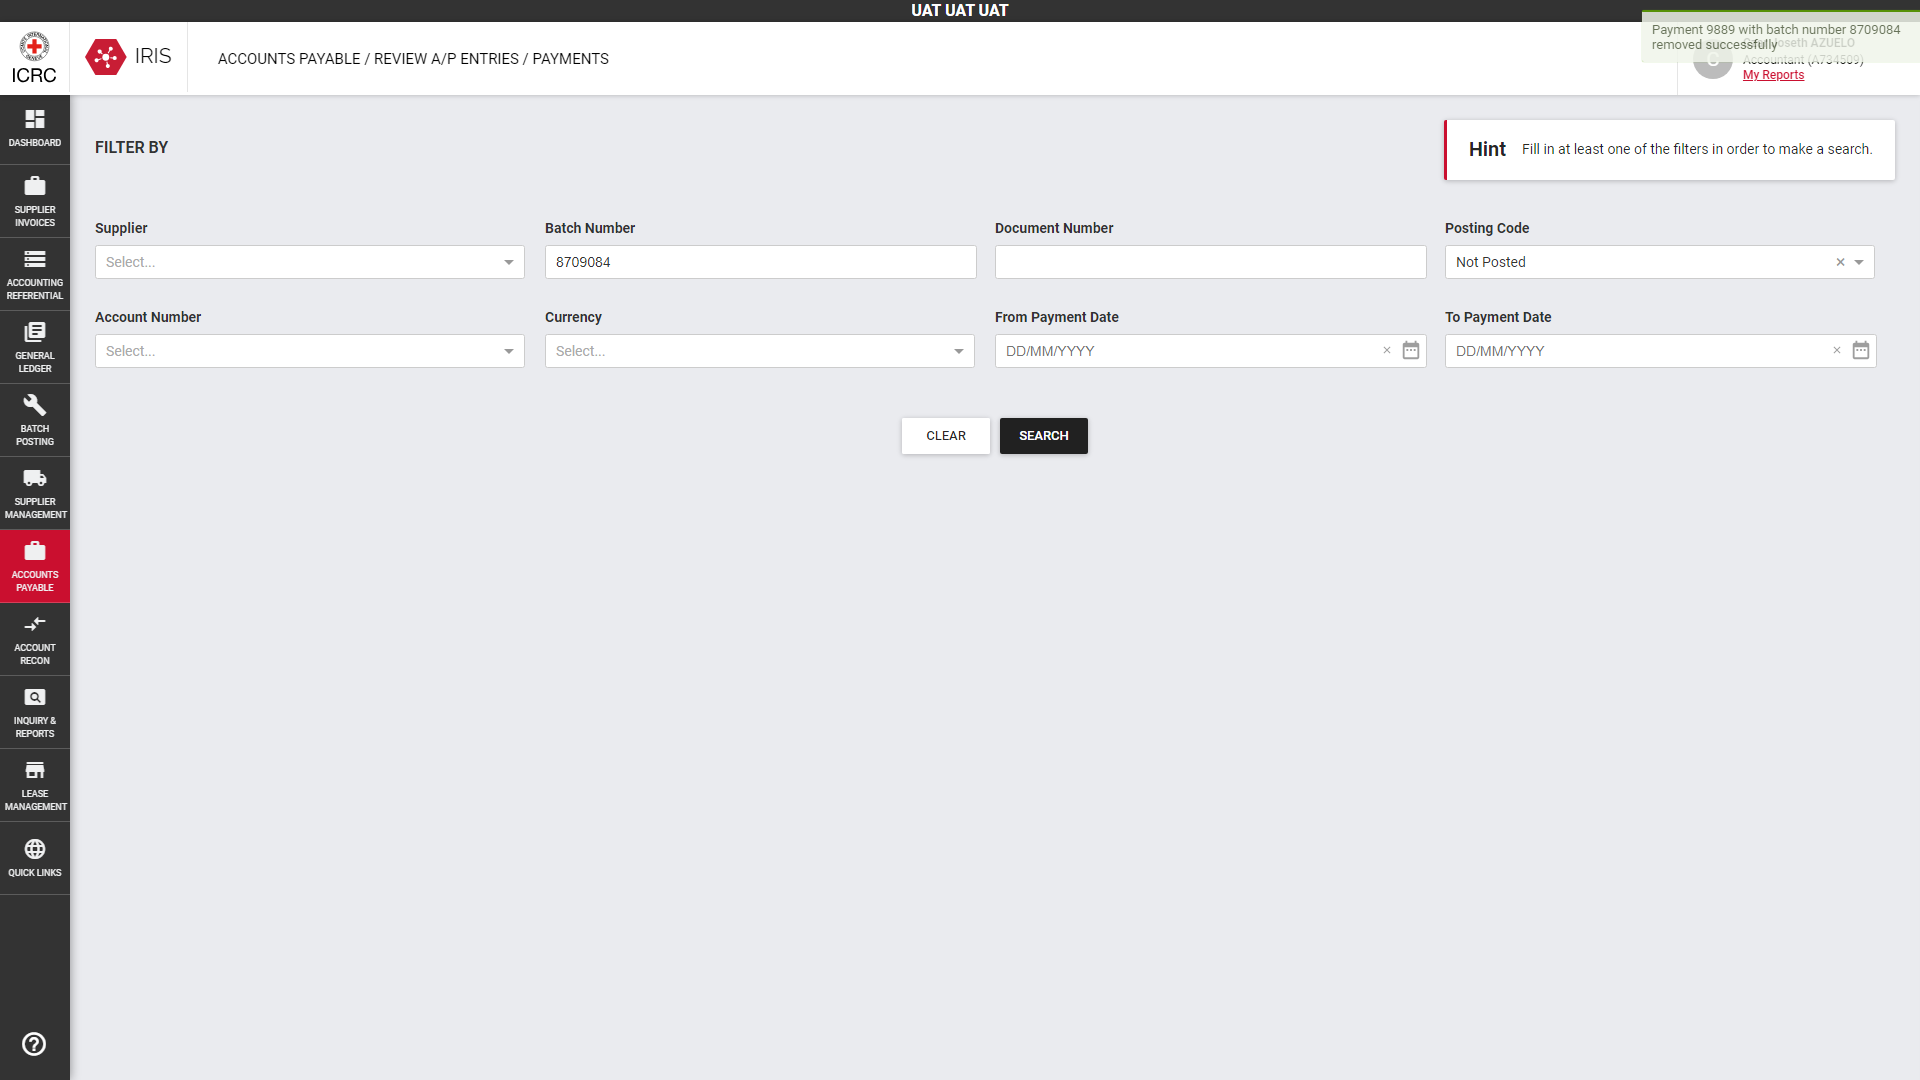 UAT UAT UAT
ICRC
IRIS
ACCOUNTS PAYABLE / REVIEW A/P ENTRIES / PAYMENTS
Payment 9889 with batch number 8709084
removed successfully
AZUELO
Accountant (A734509)
My Reports
DASHBOARD
SUPPLIER
INVOICES
ACCOUNTING
REFERENTIAL
GENERAL
LEDGER
BATCH
POSTING
SUPPLIER
MANAGEMENT
ACCOUNTS
PAYABLE
ACCOUNT
RECON
INQUIRY &
REPORTS
LEASE
MANAGEMENT
QUICK LINKS
FILTER BY
Hint Fill in at least one of the filters in order to make a search.
Supplier Batch Number Document Number Posting Code
Select... 8709084 Not Posted
Account Number Currency From Payment Date To Payment Date
Select... Select... DD/MM/YYYY DD/MM/YYYY
CLEAR SEARCH